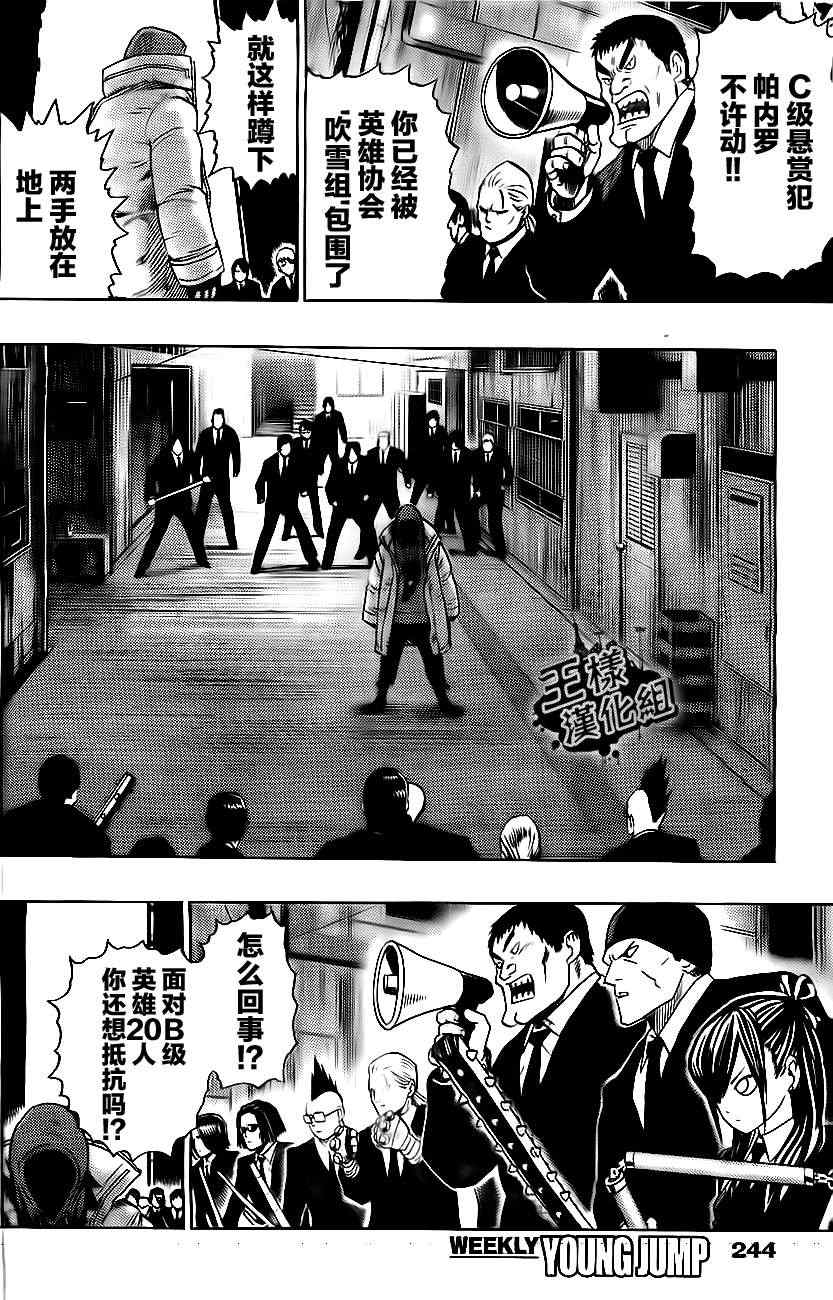 C级悬赏犯
帕内罗
不许动!!
你已经被
英雄协会
"吹雪组"包围了
就这样蹲下
两手放在
地上
王樣
漢化組
怎么回事!?
面对B级
英雄20人
你还想抵抗吗!?
WEEKLY YOUNG JUMP 244